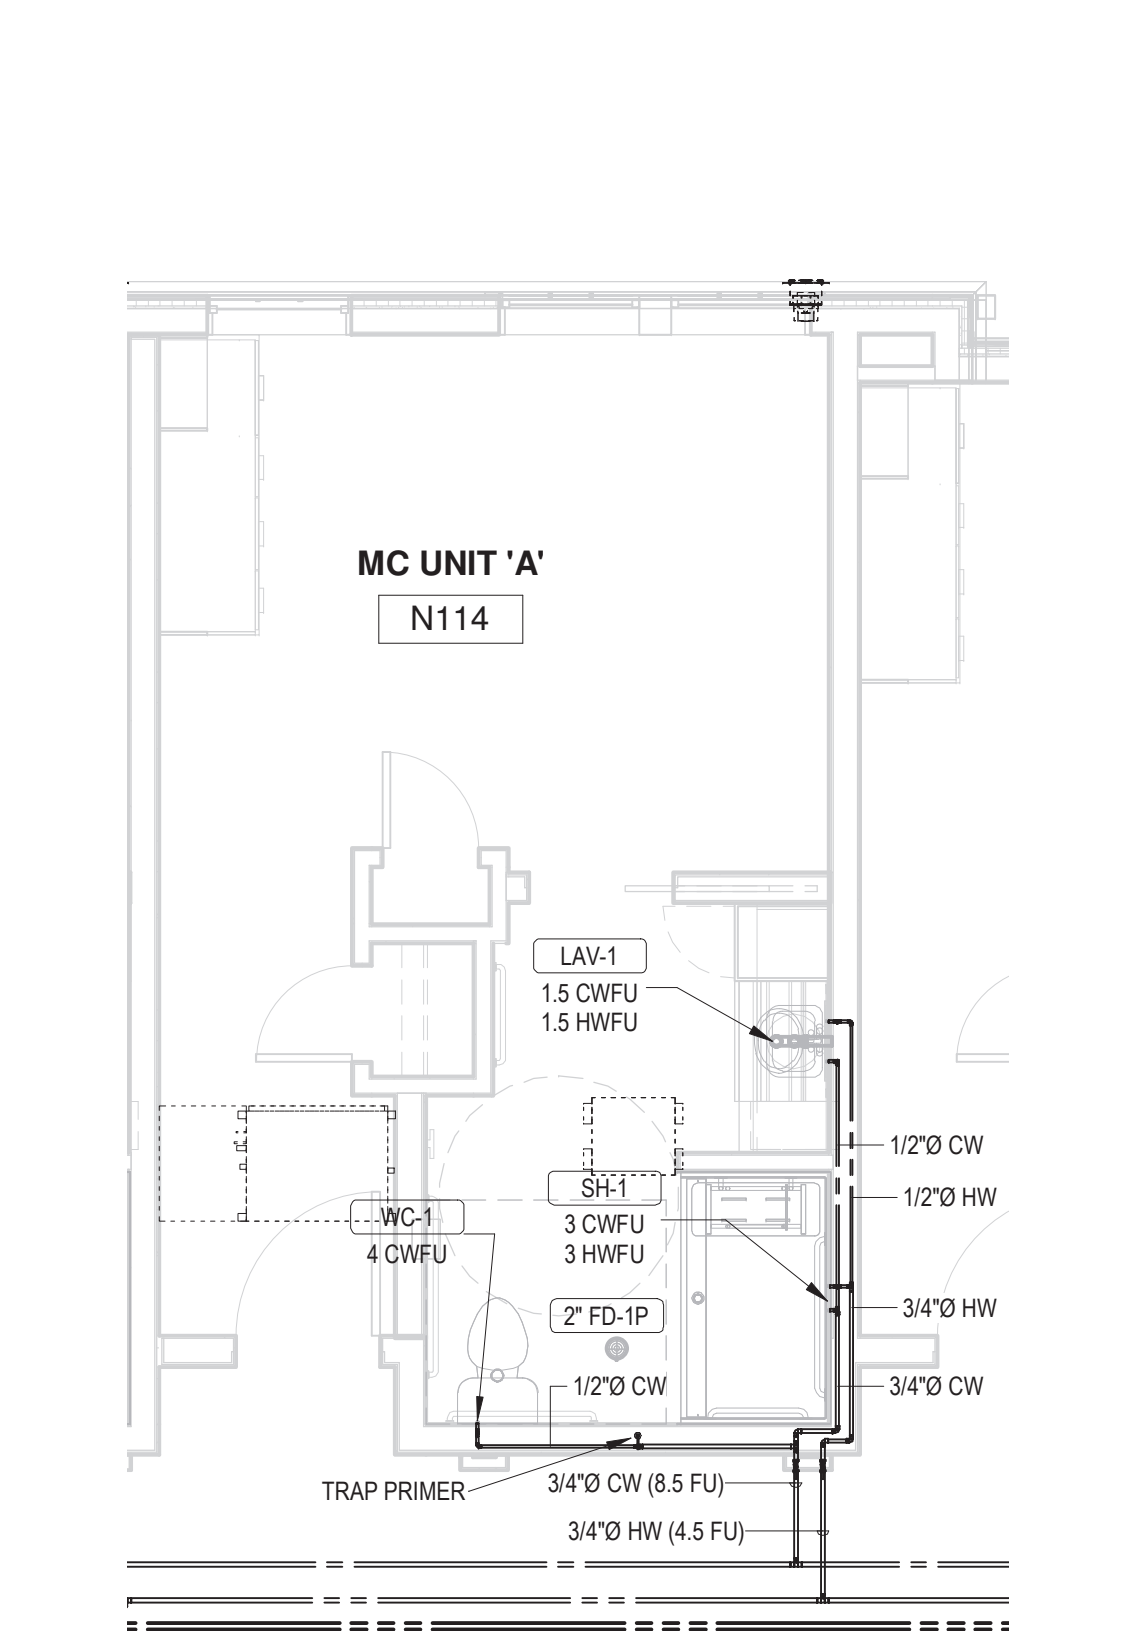 MC UNIT 'A'
N114
LAV-1
1.5 CWFU
1.5 HWFU
1/2"Ø CW
1/2"Ø HW
SH-1
3 CWFU
3 HWFU
WC-1
4 CWFU
2" FD-1P
3/4"Ø HW
1/2"Ø CW
3/4"Ø CW
TRAP PRIMER
3/4"Ø CW (8.5 FU)
3/4"Ø HW (4.5 FU)